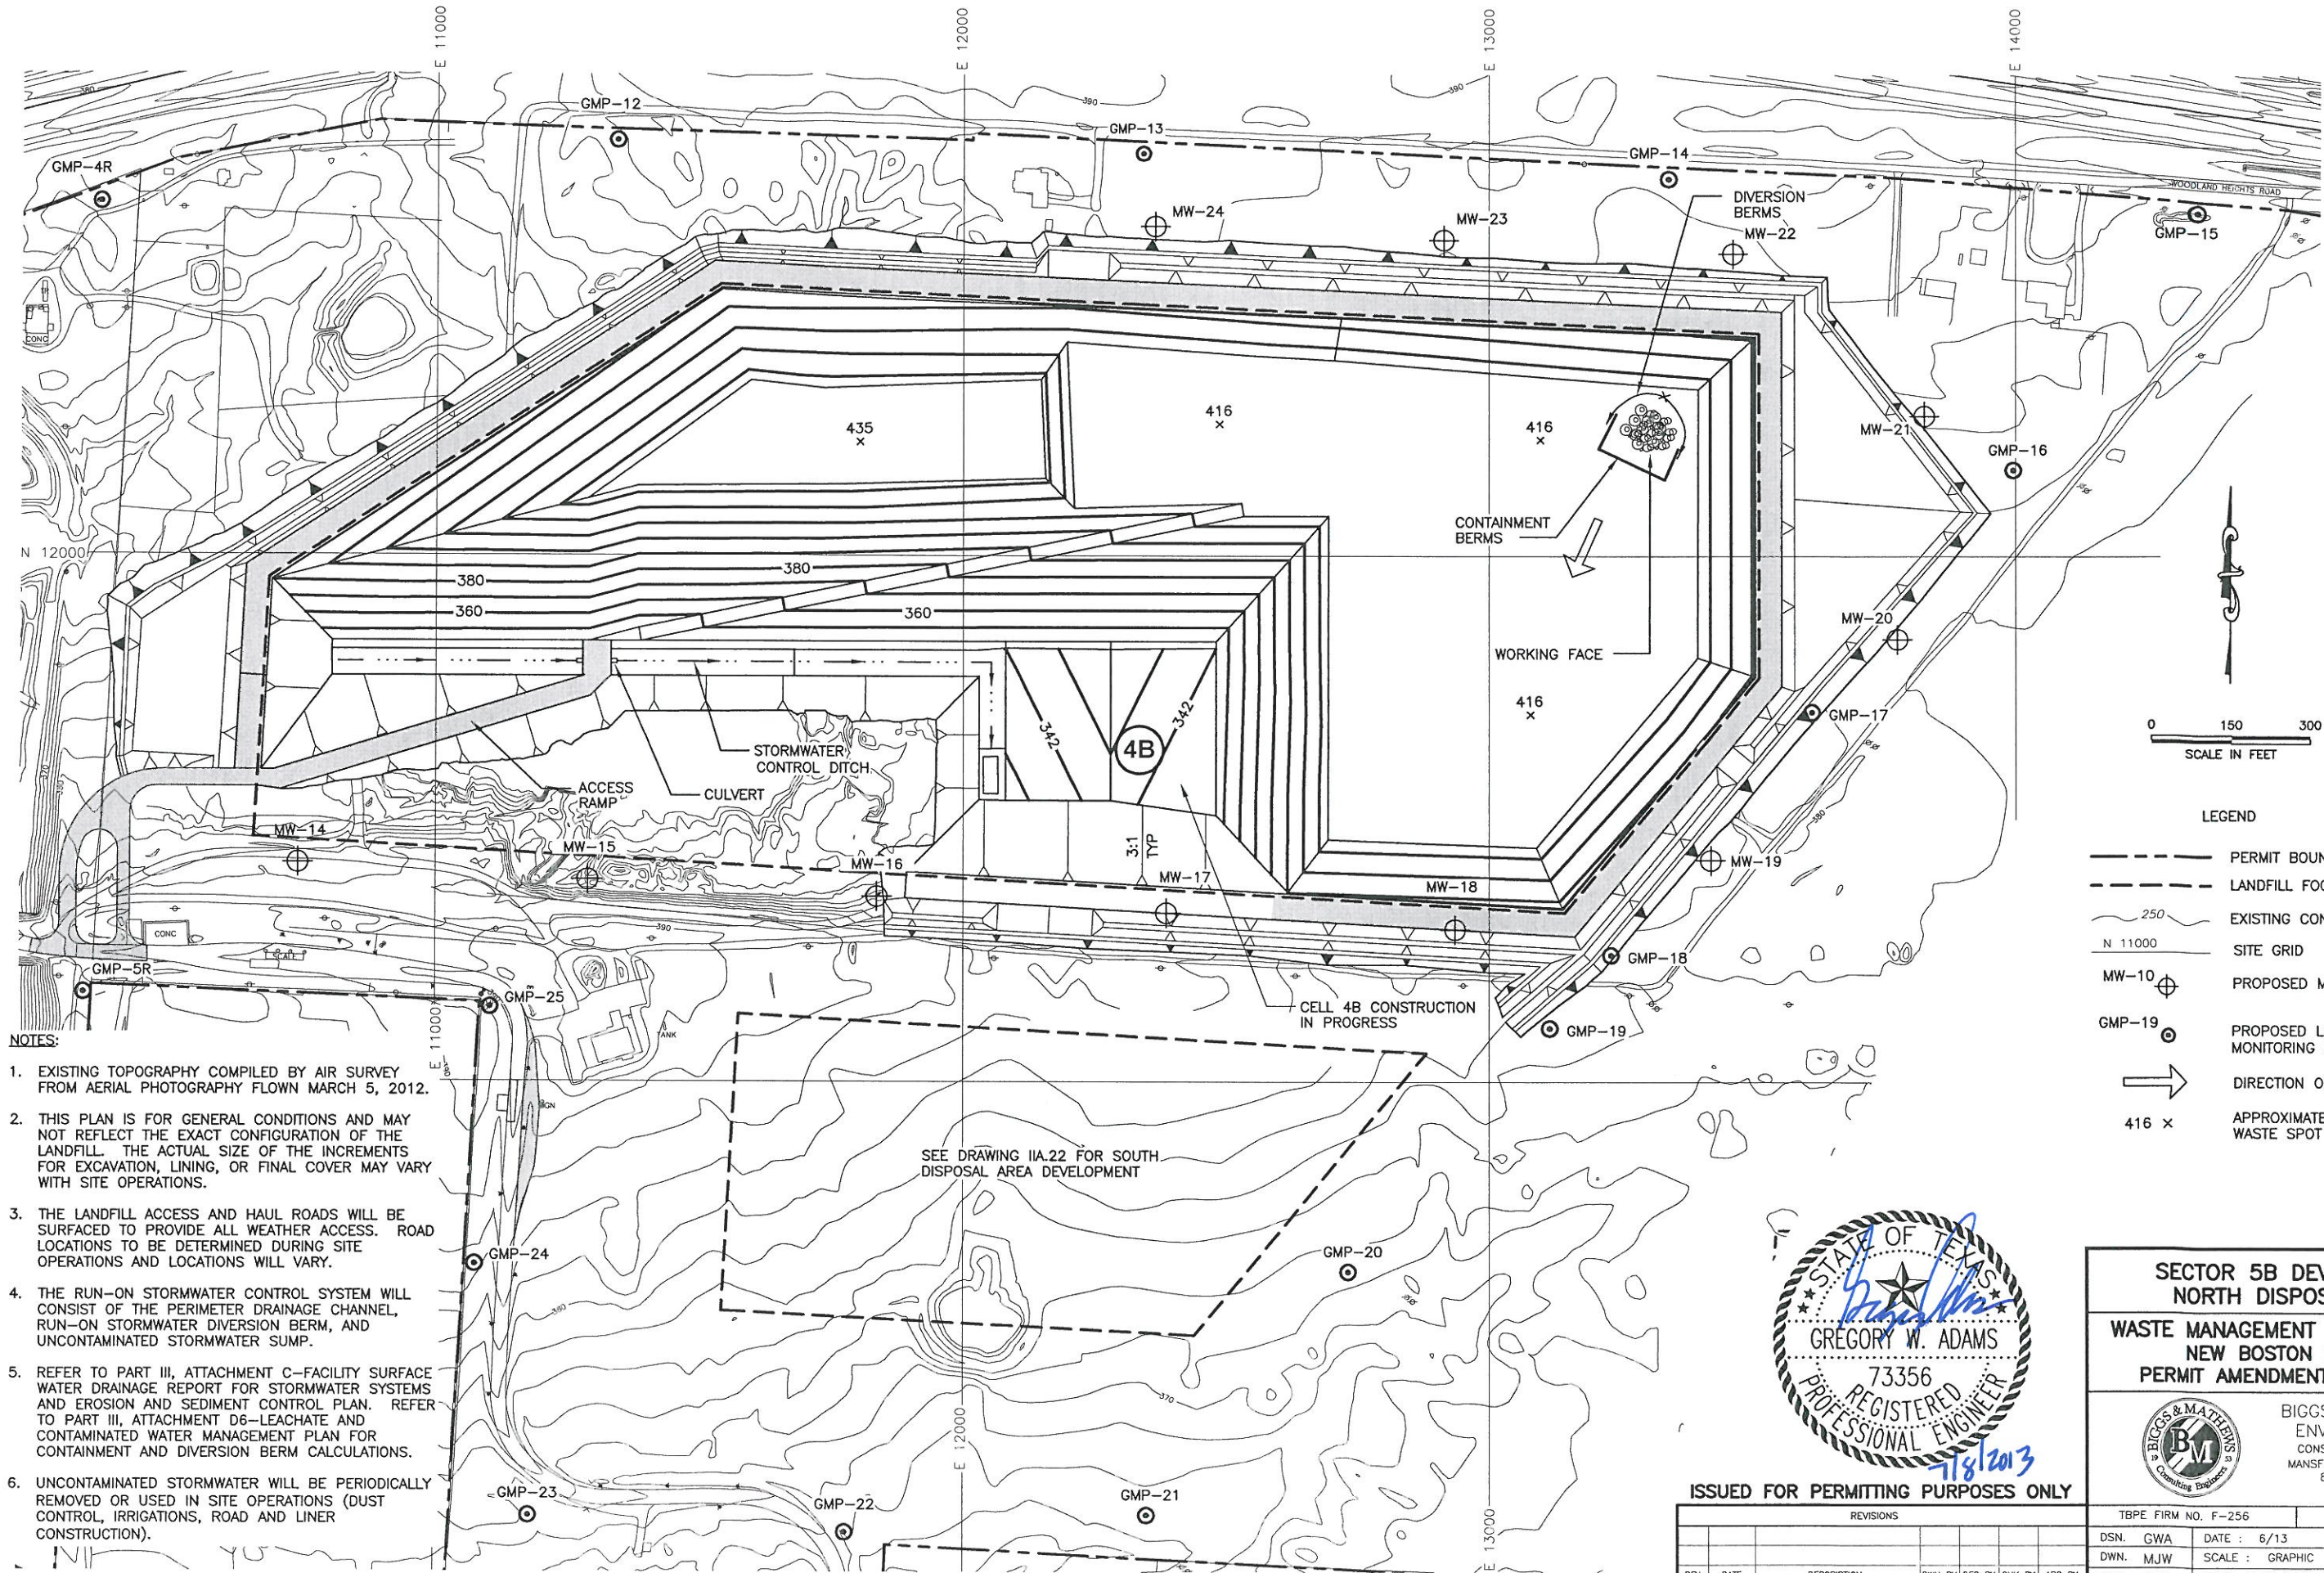 E 11000
E 12000
E 13000
E 14000
380
GMP-12
390
390
GMP-13
GMP-14
GMP-4R
WOODLAND HEIGHTS ROAD
DIVERSION
BERMS
MW-24
MW-23
MW-22
GMP-15
CONC
435
416
416
MW-21
GMP-16
CONTAINMENT
BERMS
N 12000
380
380
360
360
MW-20
WORKING FACE
416
GMP-17
342
342
4B
STORMWATER
CONTROL DITCH
ACCESS
RAMP
CULVERT
0 150 300
SCALE IN FEET
380
MW-14
MW-15
MW-16
3:1
TYP
MW-17
MW-18
MW-19
LEGEND
PERMIT BOUN
LANDFILL FOO
250
EXISTING CON
N 11000
SITE GRID
MW-10
PROPOSED M
GMP-19
PROPOSED L
MONITORING
DIRECTION O
416 ×
APPROXIMATE
WASTE SPOT
CONC
SCALE
390
GMP-5R
GMP-25
GMP-18
CELL 4B CONSTRUCTION
IN PROGRESS
GMP-19
TANK
E 11000
SIGN
NOTES:
1. EXISTING TOPOGRAPHY COMPILED BY AIR SURVEY
FROM AERIAL PHOTOGRAPHY FLOWN MARCH 5, 2012.
2. THIS PLAN IS FOR GENERAL CONDITIONS AND MAY
NOT REFLECT THE EXACT CONFIGURATION OF THE
LANDFILL. THE ACTUAL SIZE OF THE INCREMENTS
FOR EXCAVATION, LINING, OR FINAL COVER MAY VARY
WITH SITE OPERATIONS.
3. THE LANDFILL ACCESS AND HAUL ROADS WILL BE
SURFACED TO PROVIDE ALL WEATHER ACCESS. ROAD
LOCATIONS TO BE DETERMINED DURING SITE
OPERATIONS AND LOCATIONS WILL VARY.
4. THE RUN-ON STORMWATER CONTROL SYSTEM WILL
CONSIST OF THE PERIMETER DRAINAGE CHANNEL,
RUN-ON STORMWATER DIVERSION BERM, AND
UNCONTAMINATED STORMWATER SUMP.
5. REFER TO PART III, ATTACHMENT C-FACILITY SURFACE
WATER DRAINAGE REPORT FOR STORMWATER SYSTEMS
AND EROSION AND SEDIMENT CONTROL PLAN. REFER
TO PART III, ATTACHMENT D6-LEACHATE AND
CONTAMINATED WATER MANAGEMENT PLAN FOR
CONTAINMENT AND DIVERSION BERM CALCULATIONS.
6. UNCONTAMINATED STORMWATER WILL BE PERIODICALLY
REMOVED OR USED IN SITE OPERATIONS (DUST
CONTROL, IRRIGATIONS, ROAD AND LINER
CONSTRUCTION).
SEE DRAWING IIA.22 FOR SOUTH
DISPOSAL AREA DEVELOPMENT
GMP-24
GMP-20
380
370
E 12000
E 13000
GMP-23
GMP-22
GMP-21
STATE OF TEXAS
GREGORY W. ADAMS
73356
REGISTERED
PROFESSIONAL ENGINEER
7/8/2013
ISSUED FOR PERMITTING PURPOSES ONLY
REVISIONS
SECTOR 5B DEV
NORTH DISPOS
WASTE MANAGEMENT
NEW BOSTON
PERMIT AMENDMENT
BIGGS & MATHEWS
19 BM 53
Consulting Engineers
BIGGS
ENV
CONS
MANSF
TBPE FIRM NO. F-256
DSN. GWA DATE : 6/13
DWN. MJW SCALE : GRAPHIC